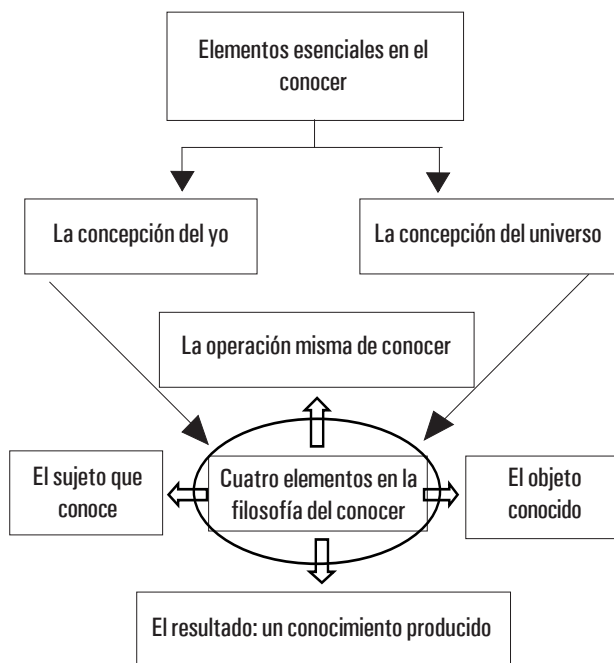 Elementos esenciales en el
conocer
La concepción del yo
La concepción del universo
La operación misma de conocer
El sujeto que
conoce
Cuatro elementos en la
filosofía del conocer
El objeto
conocido
El resultado: un conocimiento producido